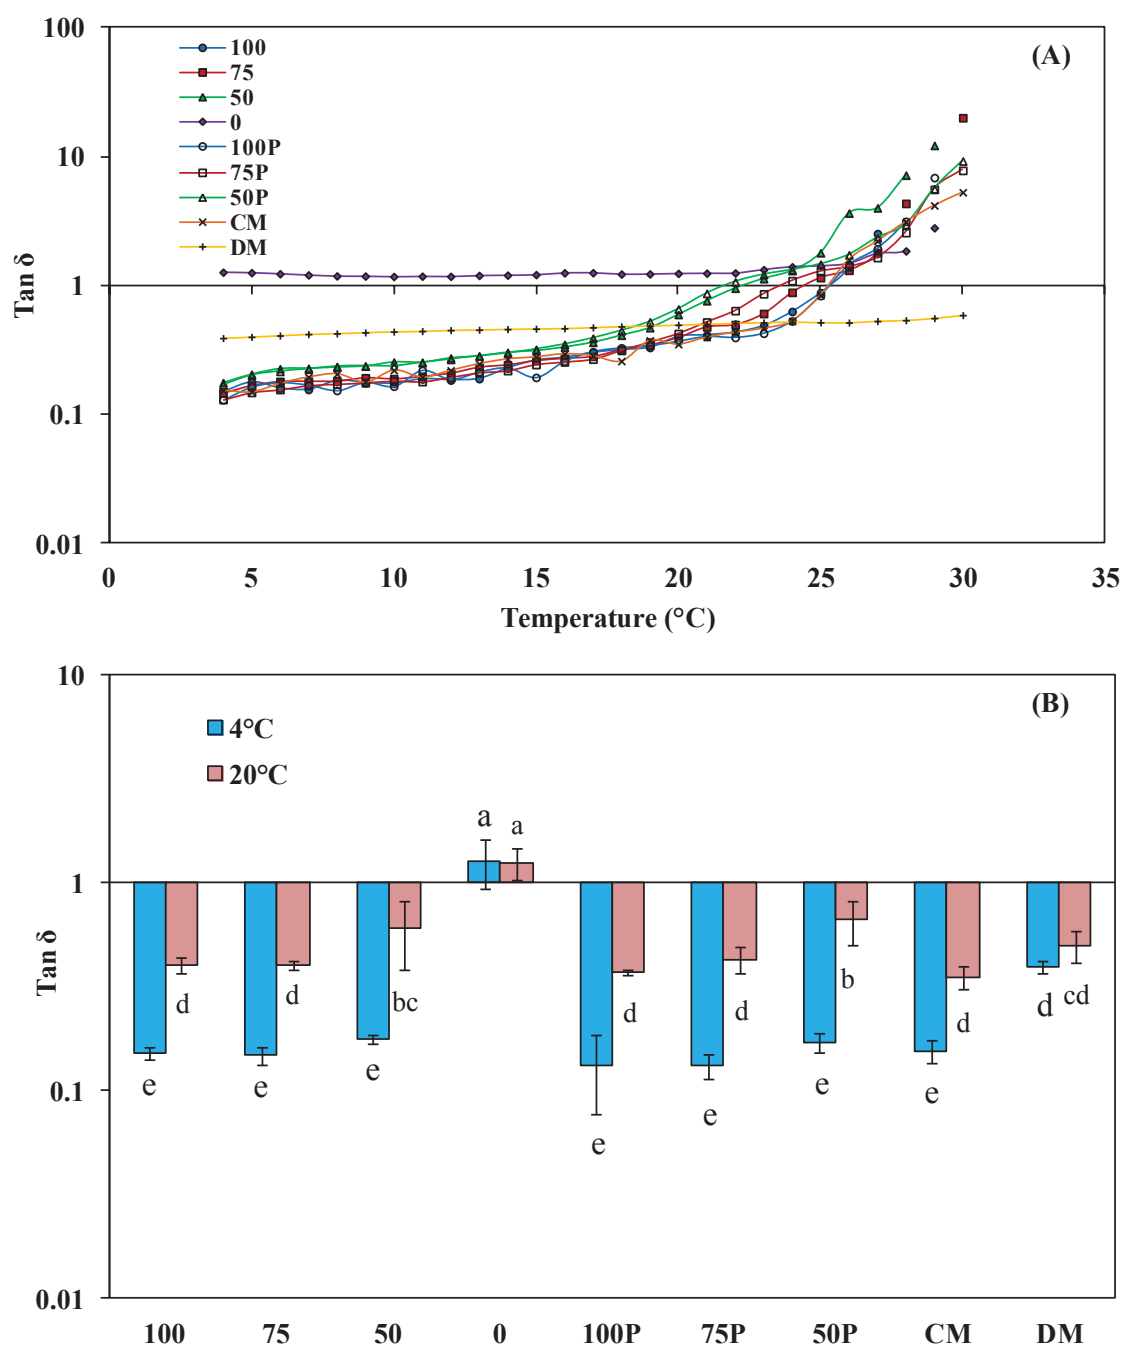 100
10
1
0.1
0.01
Tan δ
(A)
100
75
50
0
100P
75P
50P
CM
DM
0 5 10 15 20 25 30 35
Temperature (°C)
10
1
0.1
0.01
Tan δ
(B)
4°C
20°C
a a
e d e d e bc e d e d e b e d d cd
100 75 50 0 100P 75P 50P CM DM